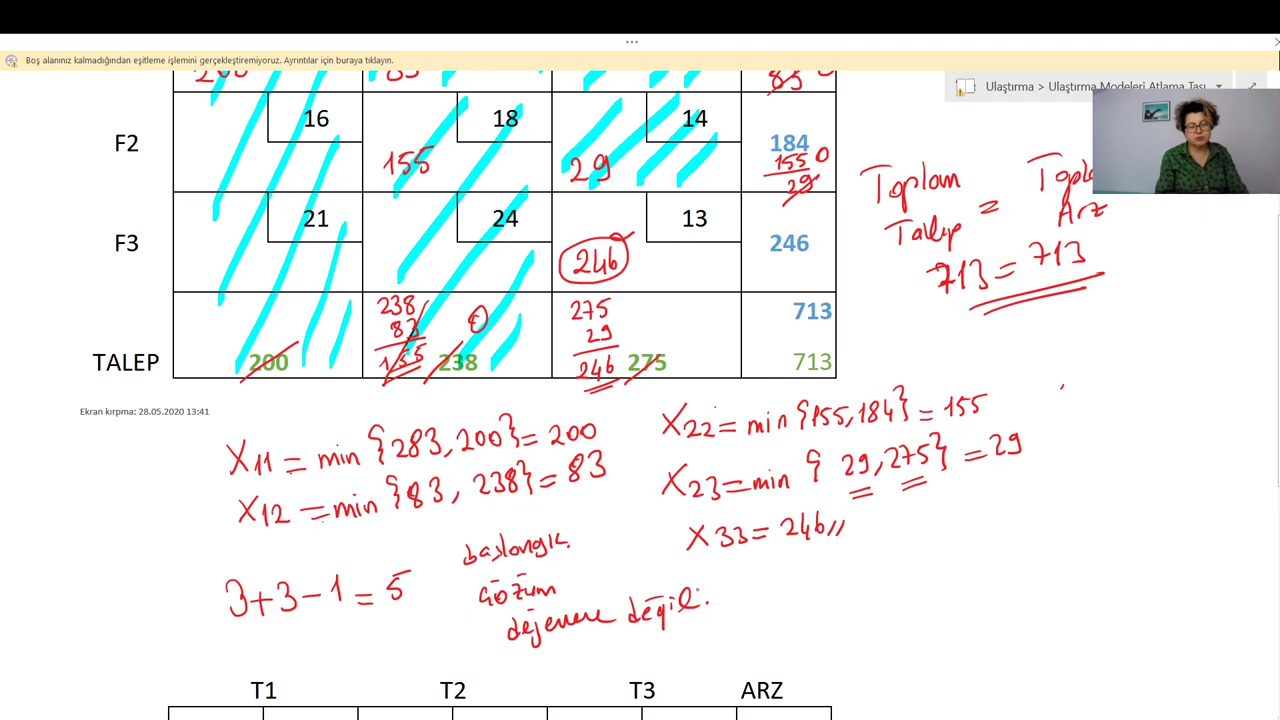 Boş alanınız kalmadığından eşitleme işlemini gerçekleştiremiyoruz. Ayrıntılar için buraya tıklayın.
Ulaştırma > Ulaştırma Modeleri Atlama Taşı
200 83 83 0
F2 16 18 14 184
155 29 155 0
29
F3 21 24 13 246
246
238 275 713
83 0 29
TALEP 200 155 238 246 275 713
Toplam
Talep = Arz
713 = 713
Ekran kırpma: 28.05.2020 13:41
X11 = min {283, 200} = 200
X12 = min {83, 238} = 83
X22 = min {155, 184} = 155
X23 = min { 29, 275} = 29
X33 = 246//
3+3-1 = 5
başlangıç
çözüm
dejenere değil.
T1 T2 T3 ARZ